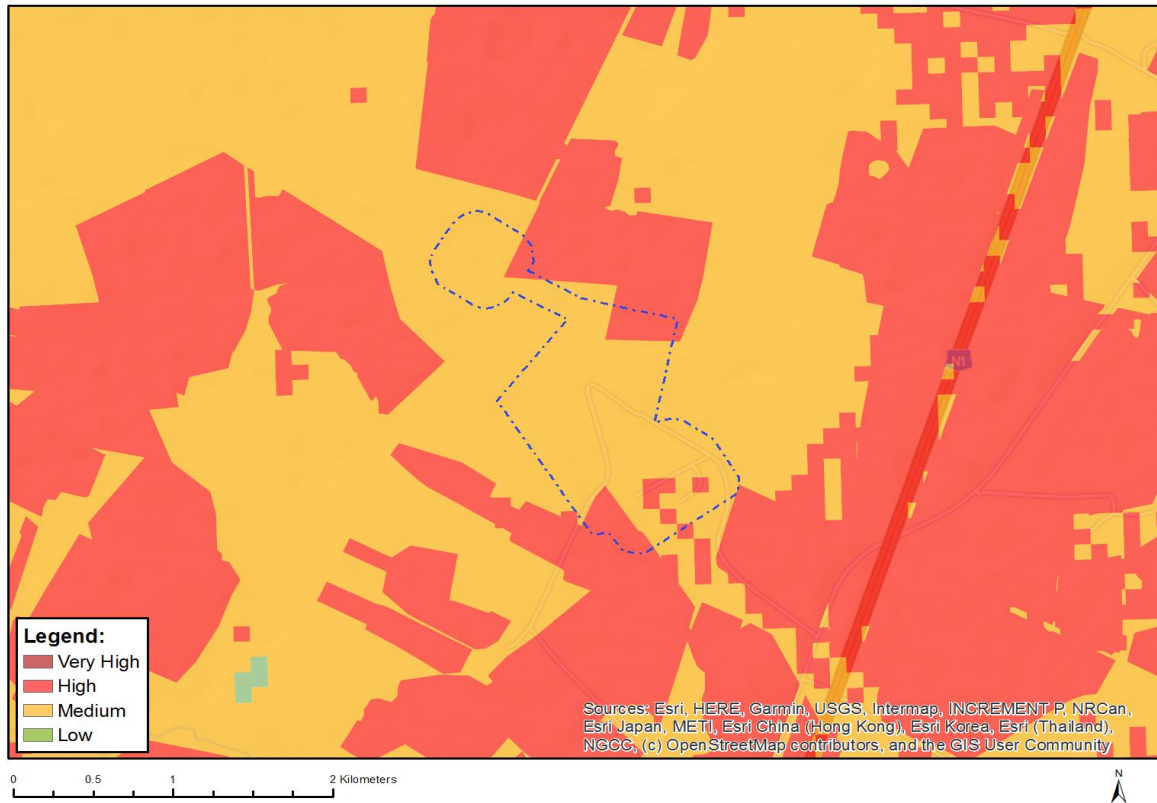 N1
Legend:
Very High
High
Medium
Low
Sources: Esri, HERE, Garmin, USGS, Intermap, INCREMENT P, NRCan,
Esri Japan, METI, Esri China (Hong Kong), Esri Korea, Esri (Thailand),
NGCC, (c) OpenStreetMap contributors, and the GIS User Community
0 0.5 1 2 Kilometers
N